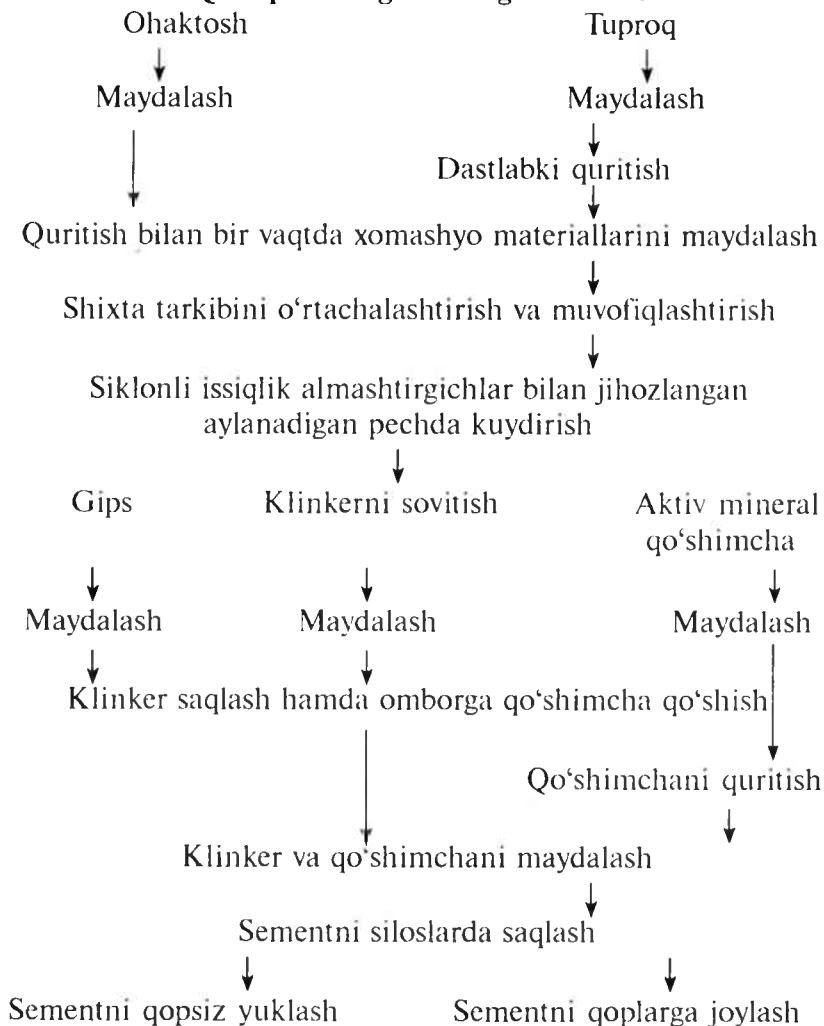 Ohaktosh Tuproq
Maydalash Maydalash
Dastlabki quritish
Quritish bilan bir vaqtda xomashyo materiallarini maydalash
Shixta tarkibini o‘rtachalashtirish va muvofiqlashtirish
Siklonli issiqlik almashtirgichlar bilan jihozlangan
aylanadigan pechda kuydirish
Gips Klinkerni sovitish Aktiv mineral
qo‘shimcha
Maydalash Maydalash Maydalash
Klinker saqlash hamda omborga qo‘shimcha qo‘shish
Qo‘shimchani quritish
Klinker va qo‘shimchani maydalash
Sementni siloslarda saqlash
Sementni qopsiz yuklash Sementni qoplarga joylash